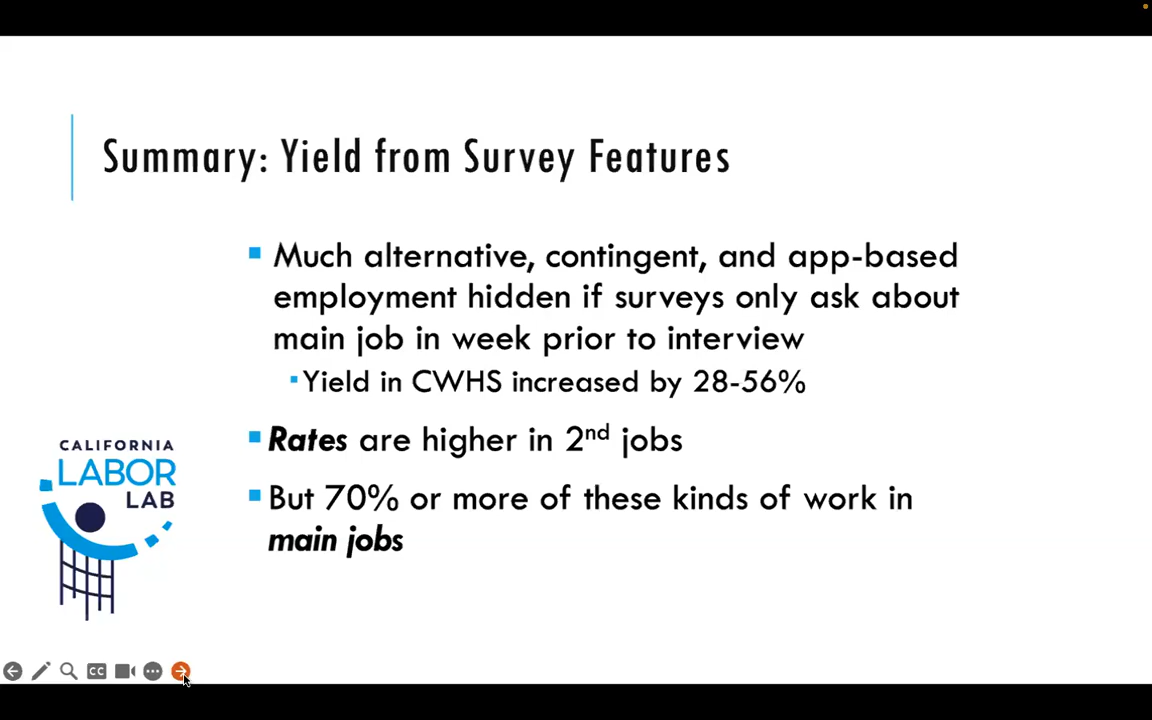 Summary: Yield from Survey Features
Much alternative, contingent, and app-based
employment hidden if surveys only ask about
main job in week prior to interview
Yield in CWHS increased by 28-56%
Rates are higher in 2nd jobs
But 70% or more of these kinds of work in
main jobs
CALIFORNIA
LABOR
LAB
CC